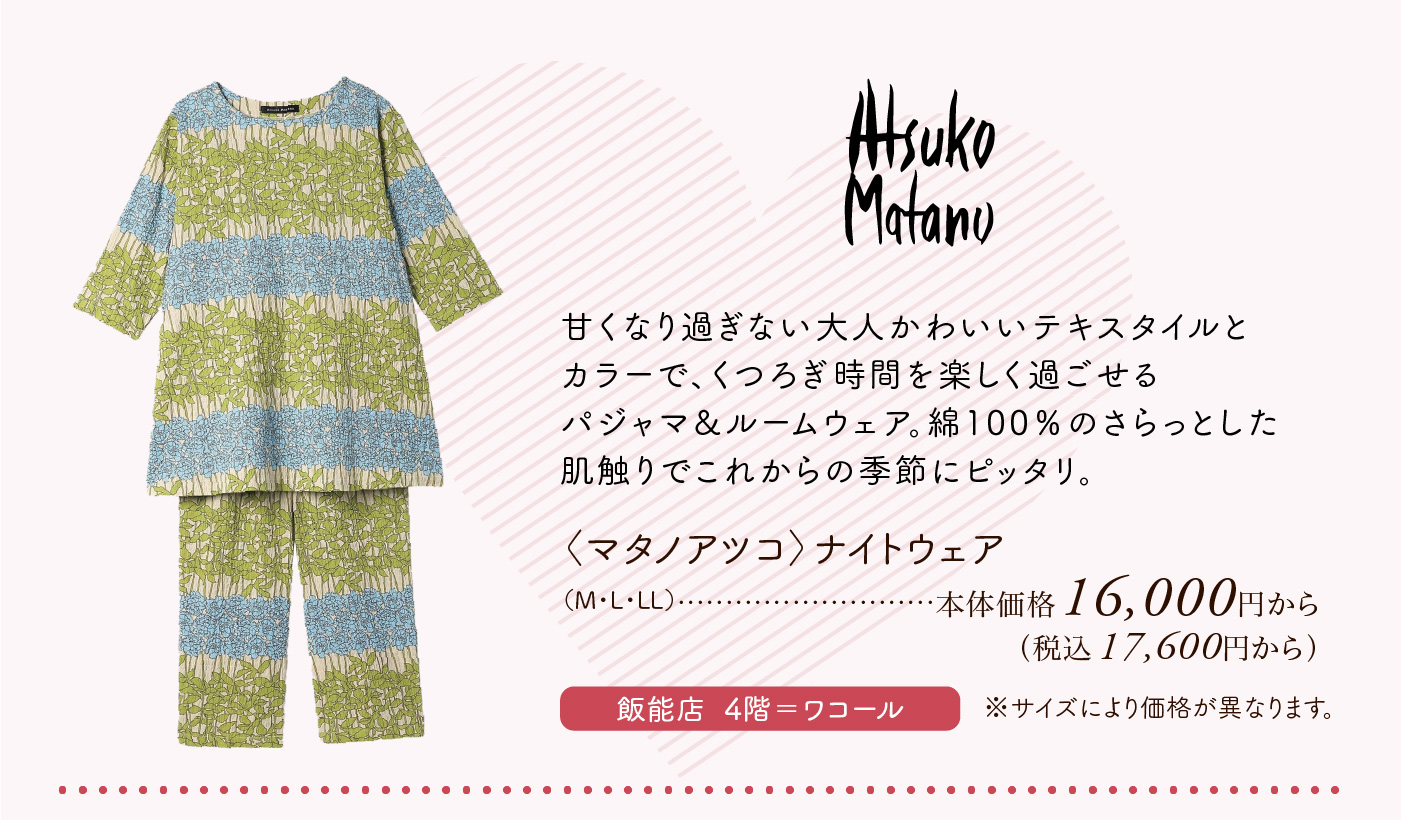 Atsuko
Matano
甘くなり過ぎない大人かわいいテキスタイルと
カラーで、くつろぎ時間を楽しく過ごせる
パジャマ&ルームウェア。綿100%のさらっとした
肌触りでこれからの季節にピッタリ。
〈マタノアツコ〉ナイトウェア
(M・L・LL)…………………………本体価格 16,000円から
(税込 17,600円から)
飯能店 4階=ワコール ※サイズにより価格が異なります。